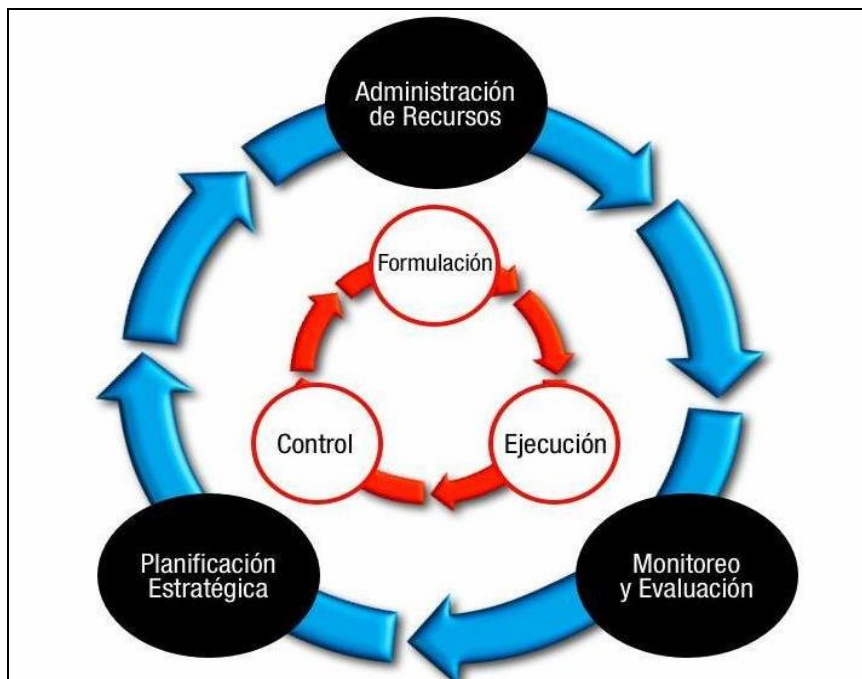 Administración
de Recursos
Formulación
Control
Ejecución
Planificación
Estratégica
Monitoreo
y Evaluación